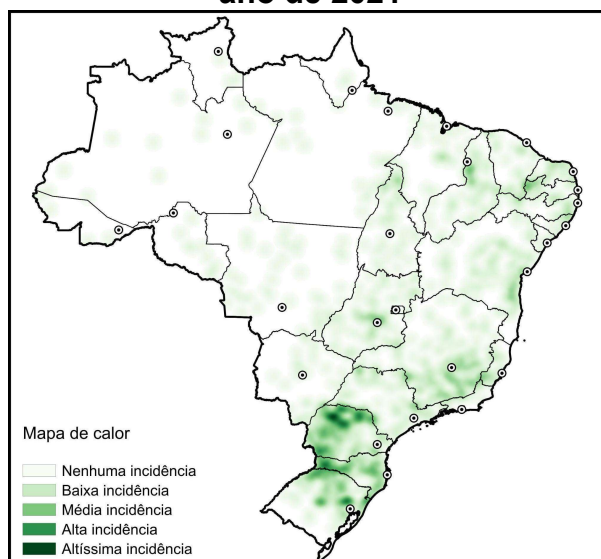 ano de 2021
Mapa de calor
Nenhuma incidência
Baixa incidência
Média incidência
Alta incidência
Altíssima incidência